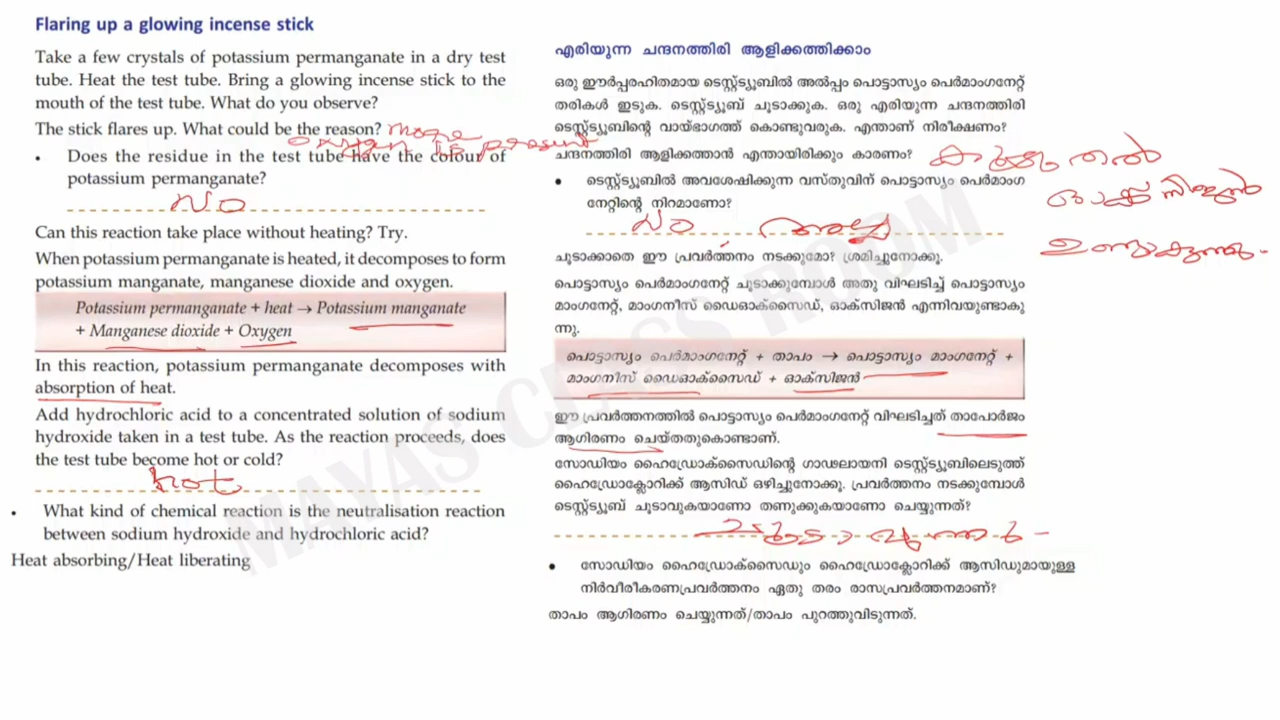 Flaring up a glowing incense stick
Take a few crystals of potassium permanganate in a dry test
tube. Heat the test tube. Bring a glowing incense stick to the
mouth of the test tube. What do you observe?
The stick flares up. What could be the reason? more
oxygen is present
• Does the residue in the test tube have the colour of
potassium permanganate?
No
Can this reaction take place without heating? Try.
When potassium permanganate is heated, it decomposes to form
potassium manganate, manganese dioxide and oxygen.
Potassium permanganate + heat → Potassium manganate
+ Manganese dioxide + Oxygen
In this reaction, potassium permanganate decomposes with
absorption of heat.
Add hydrochloric acid to a concentrated solution of sodium
hydroxide taken in a test tube. As the reaction proceeds, does
the test tube become hot or cold?
hot
• What kind of chemical reaction is the neutralisation reaction
between sodium hydroxide and hydrochloric acid?
Heat absorbing/Heat liberating
എരിയുന്ന ചന്ദനത്തിരി ആളിക്കത്തിക്കാം
ഒരു ഈർപ്പരഹിതമായ ടെസ്റ്റ്ട്യൂബിൽ അൽപ്പം പൊട്ടാസ്യം പെർമാംഗനേറ്റ്
തരികൾ ഇടുക. ടെസ്റ്റ്ട്യൂബ് ചൂടാക്കുക. ഒരു എരിയുന്ന ചന്ദനത്തിരി
ടെസ്റ്റ്ട്യൂബിന്റെ വായ്ഭാഗത്ത് കൊണ്ടുവരുക. എന്താണ് നിരീക്ഷണം?
ചന്ദനത്തിരി ആളിക്കത്താൻ എന്തായിരിക്കും കാരണം? കൂടുതൽ
ഓക്സിജൻ
ഉണ്ടാകുന്നു.
• ടെസ്റ്റ്ട്യൂബിൽ അവശേഷിക്കുന്ന വസ്തുവിന് പൊട്ടാസ്യം പെർമാംഗ
നേറ്റിന്റെ നിറമാണോ?
No, അല്ല
ചൂടാക്കാതെ ഈ പ്രവർത്തനം നടക്കുമോ? ശ്രമിച്ചുനോക്കൂ.
പൊട്ടാസ്യം പെർമാംഗനേറ്റ് ചൂടാക്കുമ്പോൾ അതു വിഘടിച്ച് പൊട്ടാസ്യം
മാംഗനേറ്റ്, മാംഗനീസ് ഡൈഓക്സൈഡ്, ഓക്സിജൻ എന്നിവയുണ്ടാകു
ന്നു.
പൊട്ടാസ്യം പെർമാംഗനേറ്റ് + താപം → പൊട്ടാസ്യം മാംഗനേറ്റ് +
മാംഗനീസ് ഡൈഓക്സൈഡ് + ഓക്സിജൻ
ഈ പ്രവർത്തനത്തിൽ പൊട്ടാസ്യം പെർമാംഗനേറ്റ് വിഘടിച്ചത് താപോർജം
ആഗിരണം ചെയ്തതുകൊണ്ടാണ്.
സോഡിയം ഹൈഡ്രോക്സൈഡിന്റെ ഗാഢലായനി ടെസ്റ്റ്ട്യൂബിലെടുത്ത്
ഹൈഡ്രോക്ലോറിക്ക് ആസിഡ് ഒഴിച്ചുനോക്കൂ. പ്രവർത്തനം നടക്കുമ്പോൾ
ടെസ്റ്റ്ട്യൂബ് ചൂടാവുകയാണോ തണുക്കുകയാണോ ചെയ്യുന്നത്?
ചൂടാവുന്നു
• സോഡിയം ഹൈഡ്രോക്സൈഡും ഹൈഡ്രോക്ലോറിക്ക് ആസിഡുമായുള്ള
നിർവീരീകരണപ്രവർത്തനം ഏതു തരം രാസപ്രവർത്തനമാണ്?
താപം ആഗിരണം ചെയ്യുന്നത്/താപം പുറത്തുവിടുന്നത്.
MAYAS CLASS ROOM